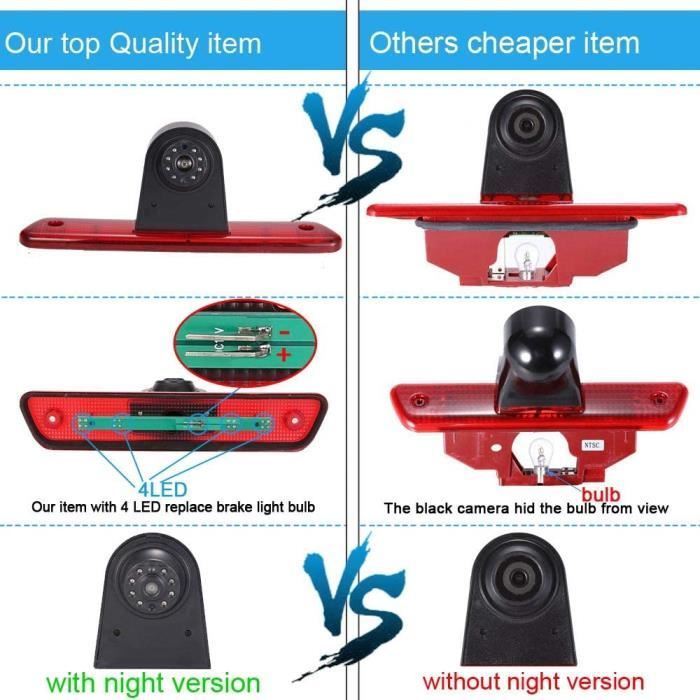 Our top Quality item
Others cheaper item
VS
-
+
4LED
Our item with 4 LED replace brake light bulb
NTSC
bulb
The black camera hid the bulb from view
VS
with night version
without night version